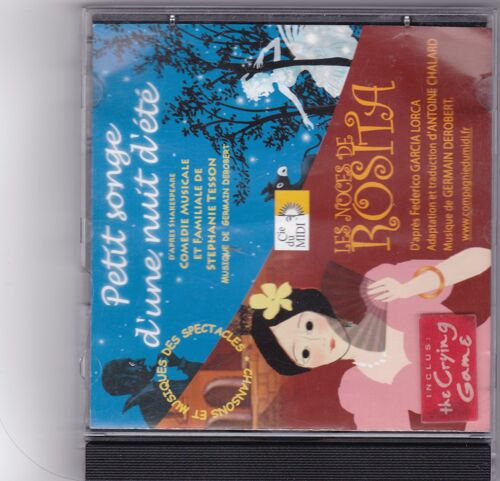 Petit songe
d'une nuit d'été
D'APRÈS SHAKESPEARE
COMÉDIE MUSICALE
ET FAMILIALE DE
STEPHANIE TESSON
MUSIQUE DE GERMAIN DEROBERT
Cie
du
MIDI
LES NOCES DE
ROSITA
D'après Federico GARCIA LORCA
Adaptation et traduction d'ANTOINE CHALARD
Musique de GERMAIN DEROBERT.
www.compagniedumidi.fr
CHANSONS ET MUSIQUES DES SPECTACLES
INCLUS:
the Crying
Game